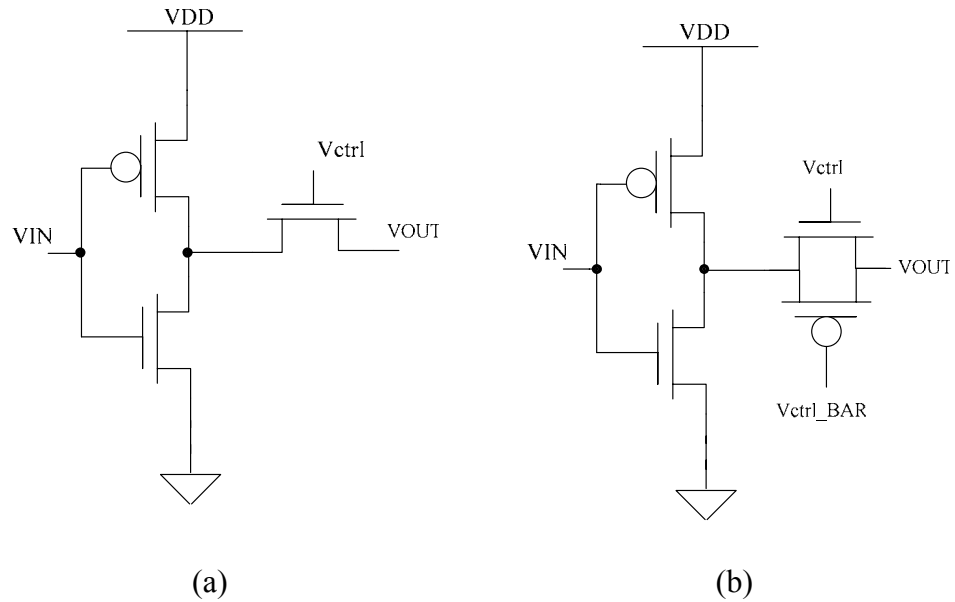 VDD
Vctrl
VIN
VOUT
VDD
Vctrl
VIN
VOUT
Vctrl_BAR
(a)
(b)